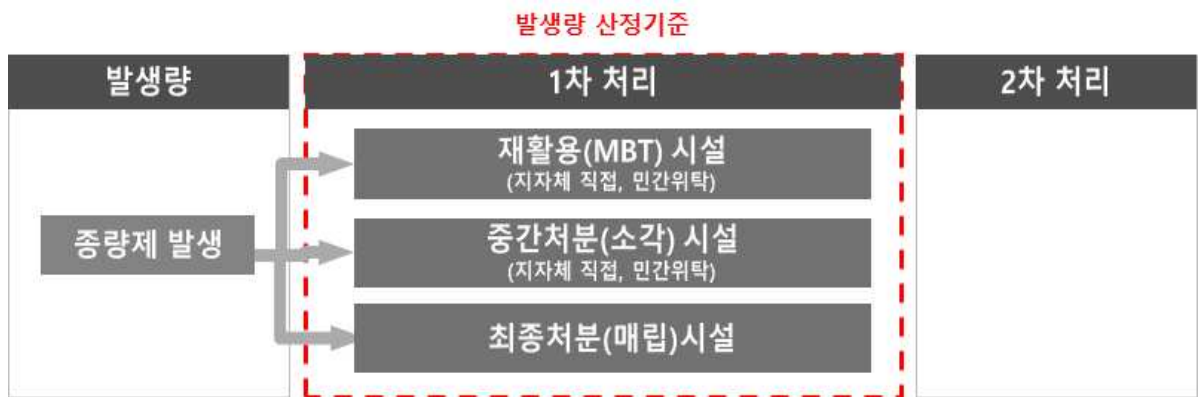 발생량 산정기준
발생량
1차 처리
2차 처리
종량제 발생
재활용(MBT) 시설
(지자체 직접, 민간위탁)
중간처분(소각) 시설
(지자체 직접, 민간위탁)
최종처분(매립)시설